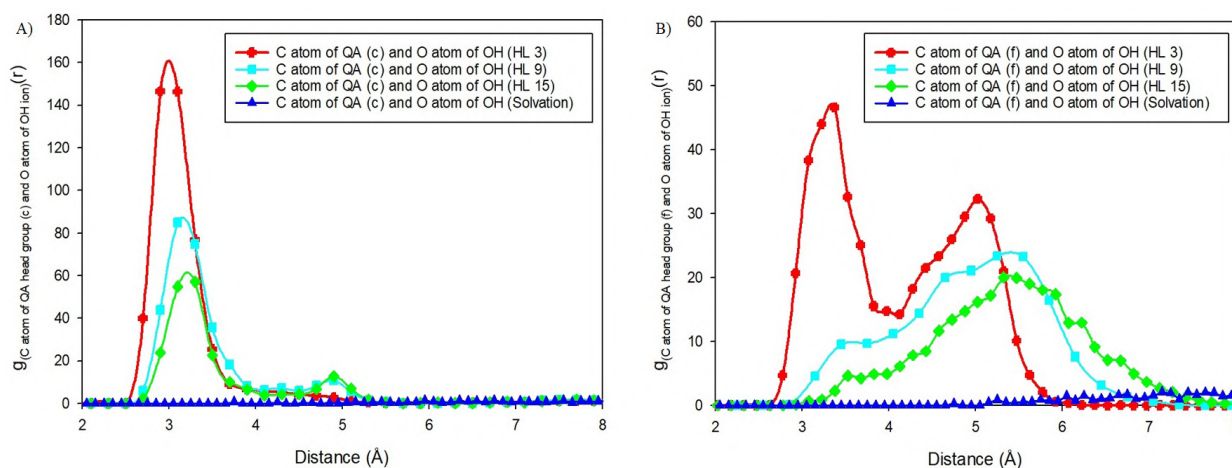 A)
g(C atom of QA head group (c) and O atom of OH ion)(r)
180
160
140
120
100
80
60
40
20
0
C atom of QA (c) and O atom of OH (HL 3)
C atom of QA (c) and O atom of OH (HL 9)
C atom of QA (c) and O atom of OH (HL 15)
C atom of QA (c) and O atom of OH (Solvation)
2 3 4 5 6 7 8
Distance (Å)
B)
g(C atom of QA head group (f) and O atom of OH ion)(r)
60
50
40
30
20
10
0
C atom of QA (f) and O atom of OH (HL 3)
C atom of QA (f) and O atom of OH (HL 9)
C atom of QA (f) and O atom of OH (HL 15)
C atom of QA (f) and O atom of OH (Solvation)
2 3 4 5 6 7
Distance (Å)